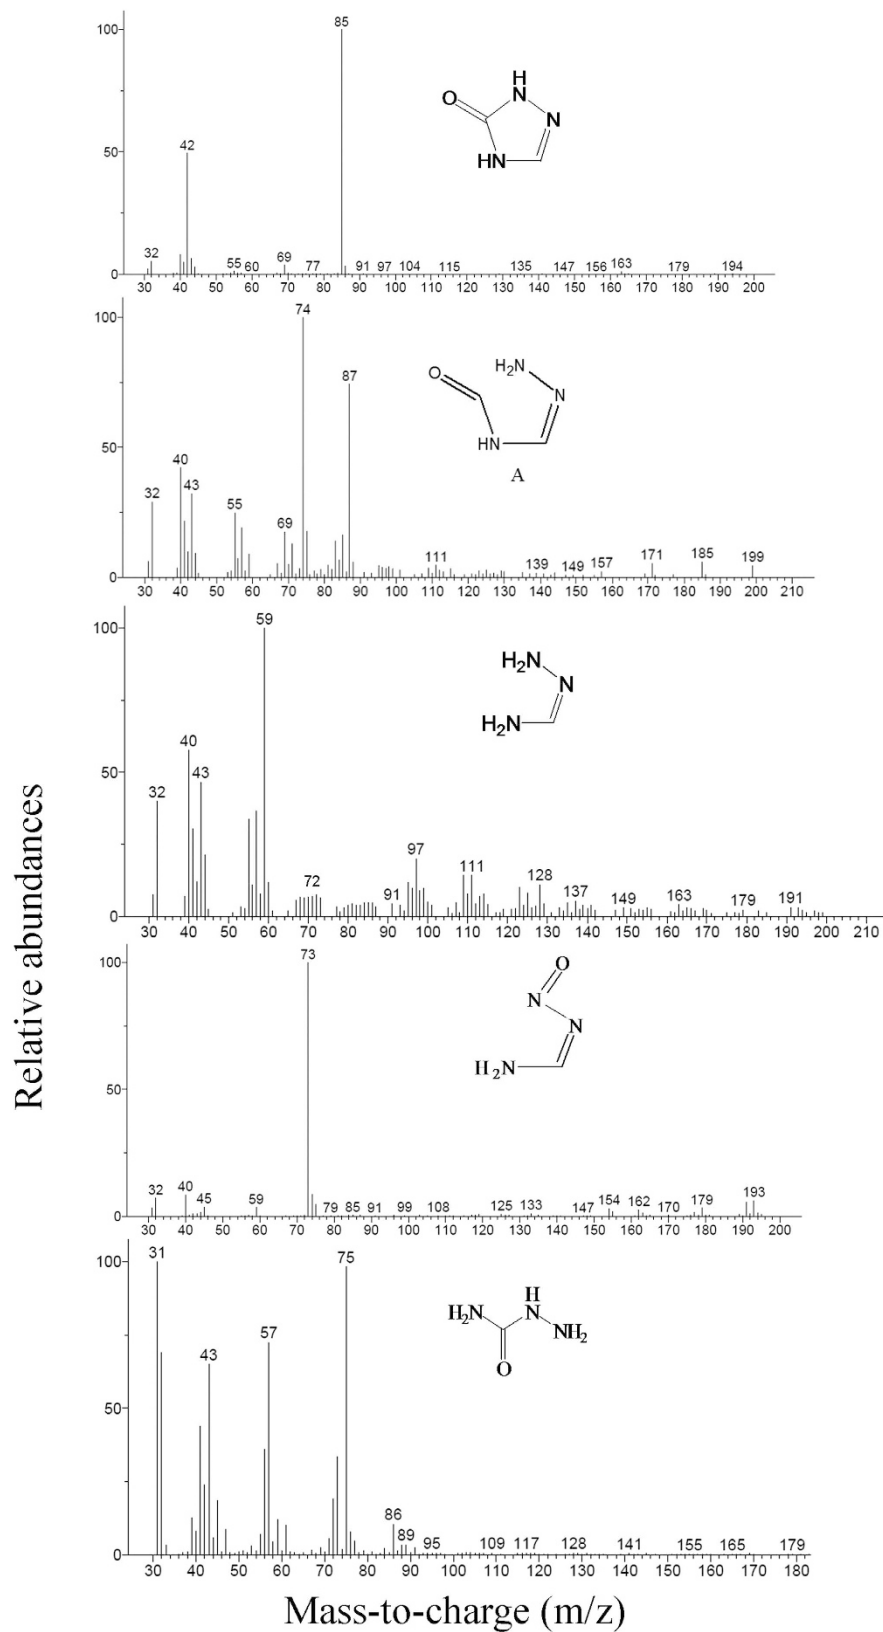 100
85
H
N
O
N
HN
50
42
32
55 60 69 77 91 97 104 115 135 147 156 163 179 194
0
30 40 50 60 70 80 90 100 110 120 130 140 150 160 170 180 190 200
100
74
87
H₂N
O
N
HN
A
50
40
32 43
55
69
111 139 149 157 171 185 199
0
30 40 50 60 70 80 90 100 110 120 130 140 150 160 170 180 190 200 210
100
59
H₂N
N
H₂N
50
40
43
32
72 91 97 111 128 137 149 163 179 191
0
30 40 50 60 70 80 90 100 110 120 130 140 150 160 170 180 190 200 210
Relative abundances
100
73
O
N
N
H₂N
50
32 40 45 59 79 85 91 99 108 125 133 147 154 162 170 179 193
0
30 40 50 60 70 80 90 100 110 120 130 140 150 160 170 180 190 200
100
31
75
H
H₂N N
NH₂
O
57
43
50
86
89 95 109 117 128 141 155 165 179
0
30 40 50 60 70 80 90 100 110 120 130 140 150 160 170 180
Mass-to-charge (m/z)